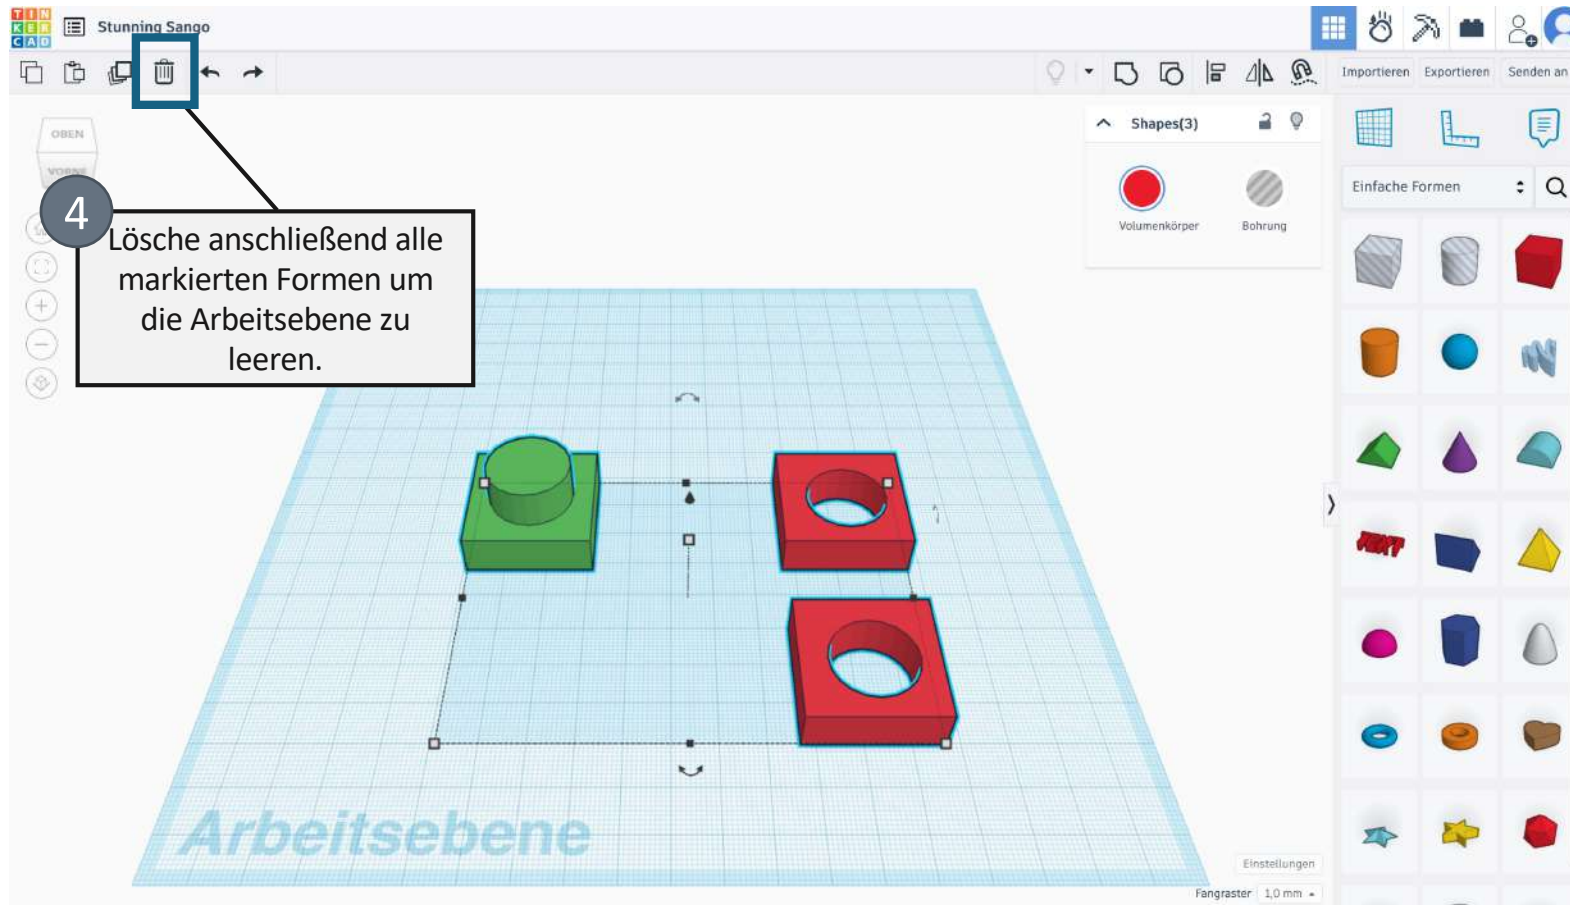 TIN
KER
CAD
Stunning Sango
Importieren
Exportieren
Senden an
OBEN
VORNE
4
Lösche anschließend alle
markierten Formen um
die Arbeitsebene zu
leeren.
Shapes(3)
Volumenkörper
Bohrung
Einfache Formen
TEXT
Arbeitsebene
Einstellungen
Fangraster 1,0 mm